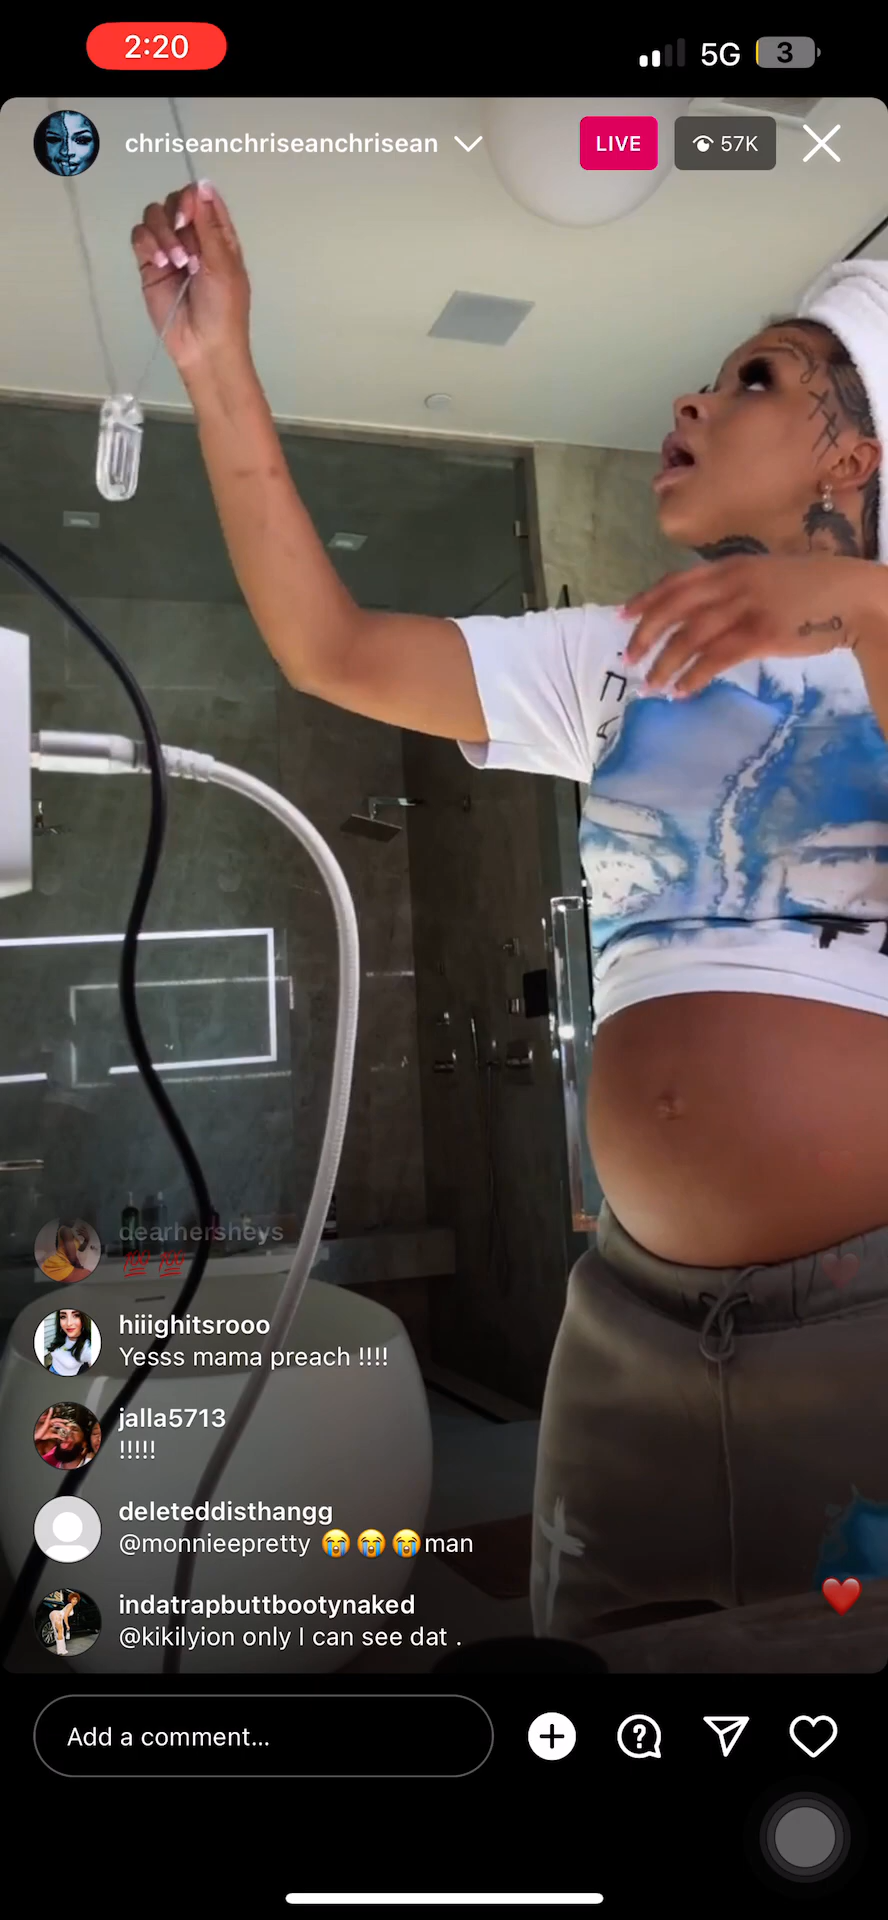 2:20
5G
3
chriseanchriseanchrisean
LIVE
57K
dearhersheys
💯 💯
hiiighitsrooo
Yesss mama preach !!!!
jalla5713
!!!!!
deleteddisthangg
@monnieepretty 😭😭😭man
indatrapbuttbootynaked
@kikilyion only I can see dat .
Add a comment...